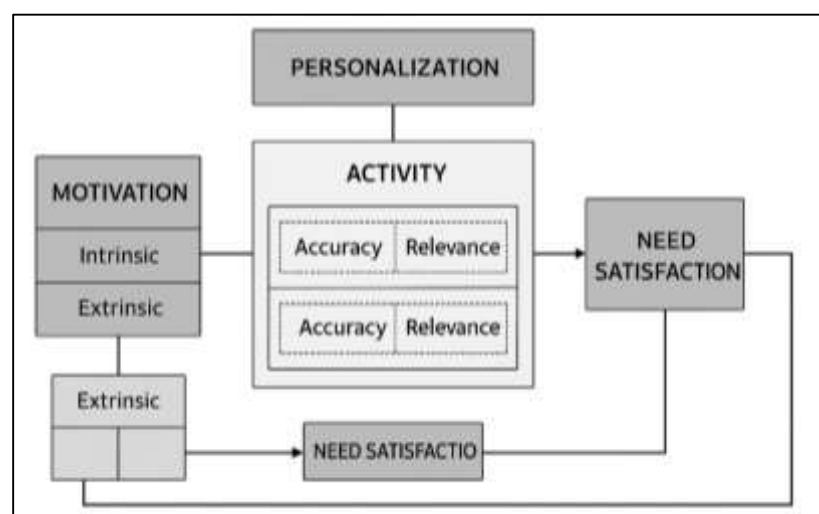 PERSONALIZATION
ACTIVITY
MOTIVATION
Intrinsic
Extrinsic
Accuracy Relevance
Accuracy Relevance
NEED
SATISFACTION
Extrinsic
NEED SATISFACTIO